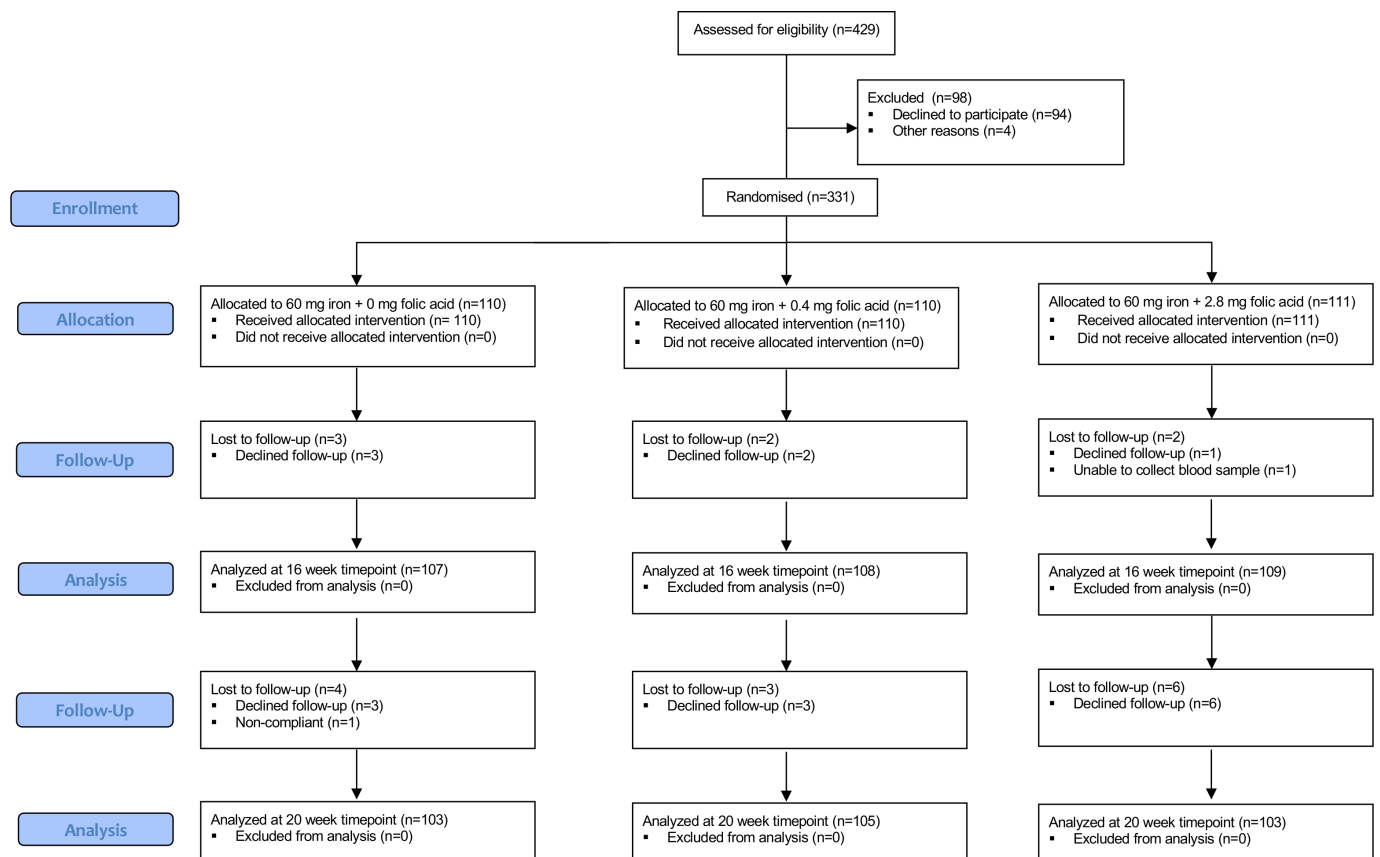 Assessed for eligibility (n=429)
Excluded (n=98)
▪ Declined to participate (n=94)
▪ Other reasons (n=4)
Enrollment
Randomised (n=331)
Allocation
Allocated to 60 mg iron + 0 mg folic acid (n=110)
▪ Received allocated intervention (n= 110)
▪ Did not receive allocated intervention (n=0)
Allocated to 60 mg iron + 0.4 mg folic acid (n=110)
▪ Received allocated intervention (n=110)
▪ Did not receive allocated intervention (n=0)
Allocated to 60 mg iron + 2.8 mg folic acid (n=111)
▪ Received allocated intervention (n=111)
▪ Did not receive allocated intervention (n=0)
Follow-Up
Lost to follow-up (n=3)
▪ Declined follow-up (n=3)
Lost to follow-up (n=2)
▪ Declined follow-up (n=2)
Lost to follow-up (n=2)
▪ Declined follow-up (n=1)
▪ Unable to collect blood sample (n=1)
Analysis
Analyzed at 16 week timepoint (n=107)
▪ Excluded from analysis (n=0)
Analyzed at 16 week timepoint (n=108)
▪ Excluded from analysis (n=0)
Analyzed at 16 week timepoint (n=109)
▪ Excluded from analysis (n=0)
Follow-Up
Lost to follow-up (n=4)
▪ Declined follow-up (n=3)
▪ Non-compliant (n=1)
Lost to follow-up (n=3)
▪ Declined follow-up (n=3)
Lost to follow-up (n=6)
▪ Declined follow-up (n=6)
Analysis
Analyzed at 20 week timepoint (n=103)
▪ Excluded from analysis (n=0)
Analyzed at 20 week timepoint (n=105)
▪ Excluded from analysis (n=0)
Analyzed at 20 week timepoint (n=103)
▪ Excluded from analysis (n=0)